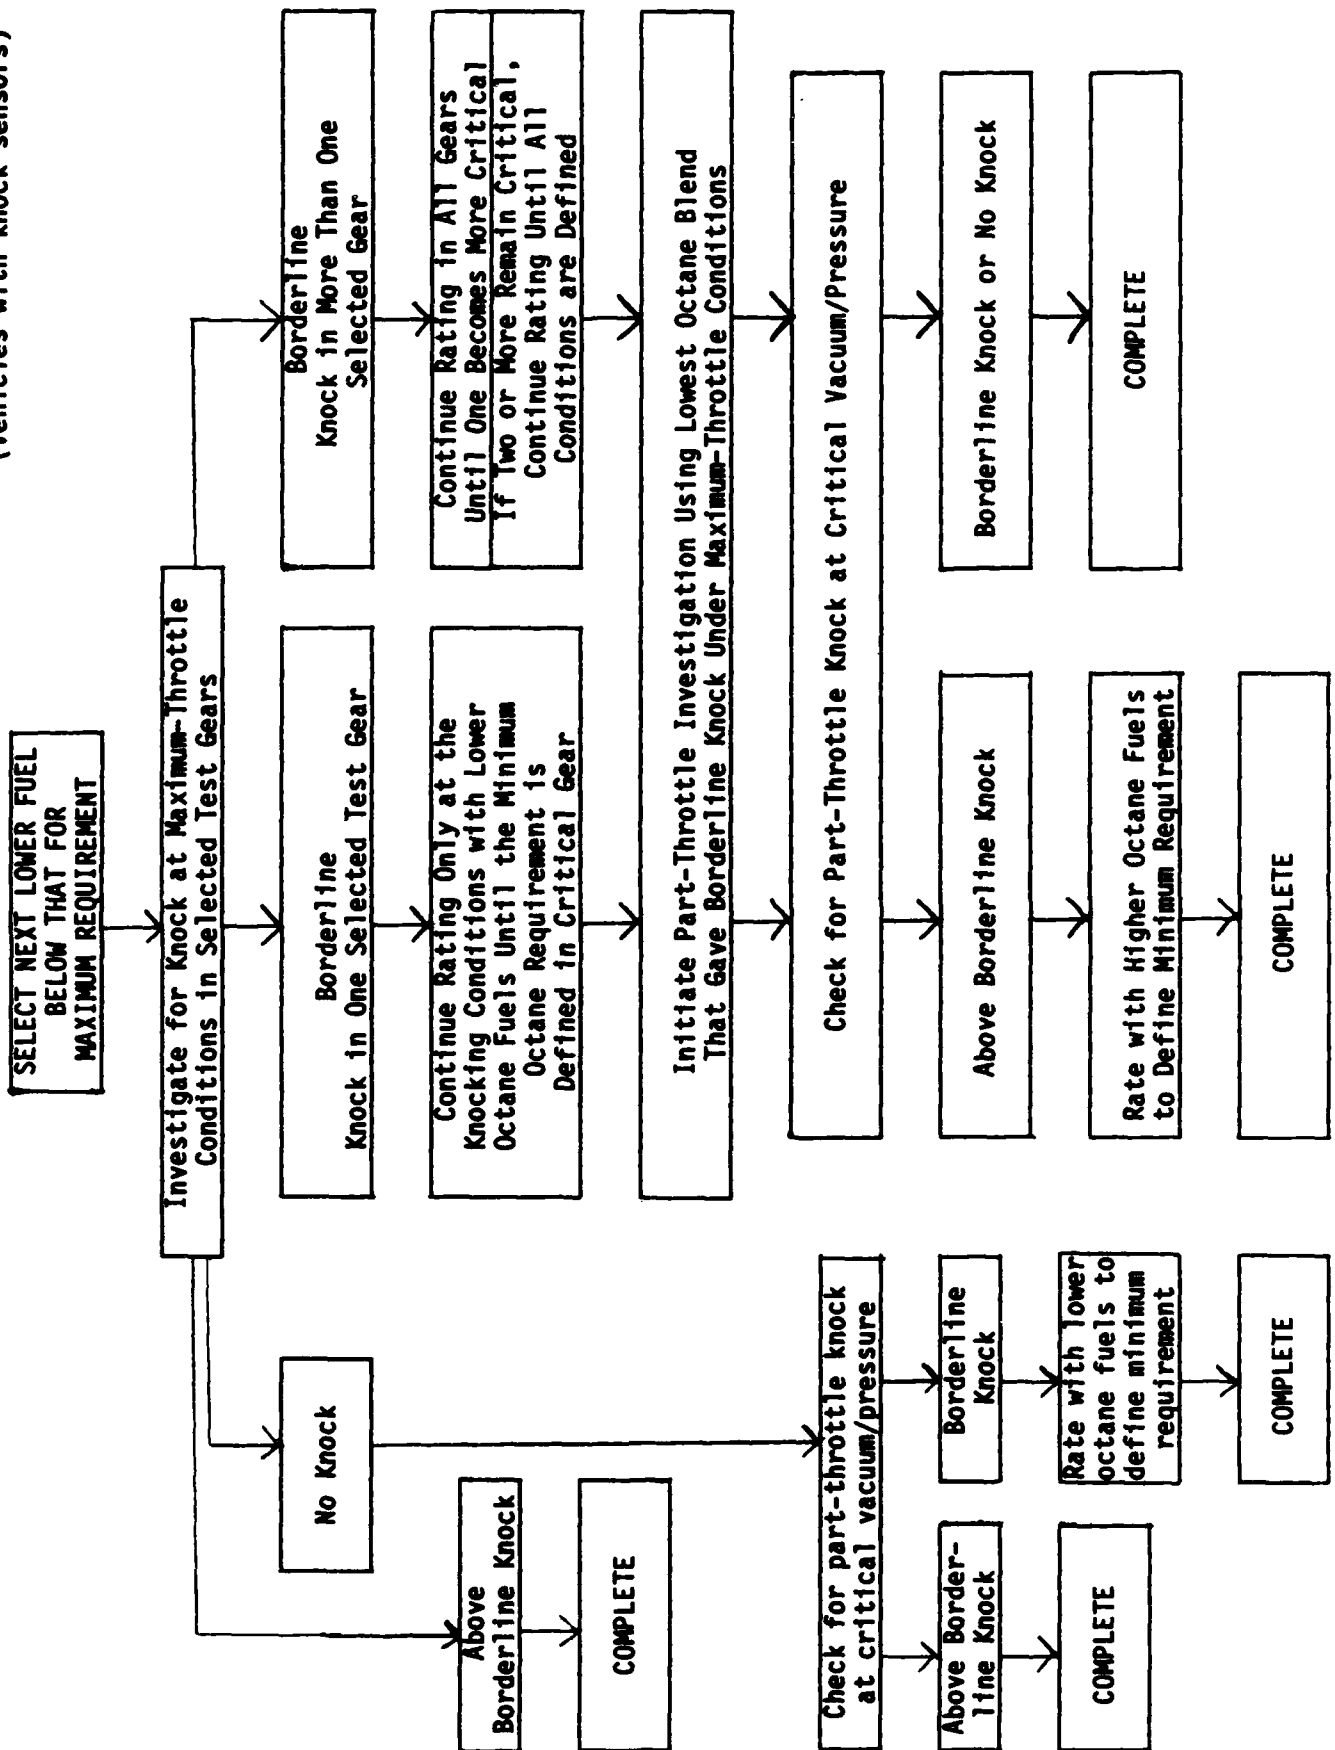 (Vehicles with knock sensors)
SELECT NEXT LOWER FUEL
BELOW THAT FOR
MAXIMUM REQUIREMENT
Investigate for Knock at Maximum-Throttle
Conditions in Selected Test Gears
Above
Borderline Knock
COMPLETE
No Knock
Check for part-throttle knock
at critical vacuum/pressure
Above Border-
line Knock
COMPLETE
Borderline
Knock
Rate with lower
octane fuels to
define minimum
requirement
COMPLETE
Borderline
Knock in One Selected Test Gear
Continue Rating Only at the
Knocking Conditions with Lower
Octane Fuels Until the Minimum
Octane Requirement is
Defined in Critical Gear
Borderline
Knock in More Than One
Selected Gear
Continue Rating in All Gears
Until One Becomes More Critical
If Two or More Remain Critical,
Continue Rating Until All
Conditions are Defined
Initiate Part-Throttle Investigation Using Lowest Octane Blend
That Gave Borderline Knock Under Maximum-Throttle Conditions
Check for Part-Throttle Knock at Critical Vacuum/Pressure
Above Borderline Knock
Rate with Higher Octane Fuels
to Define Minimum Requirement
COMPLETE
Borderline Knock or No Knock
COMPLETE